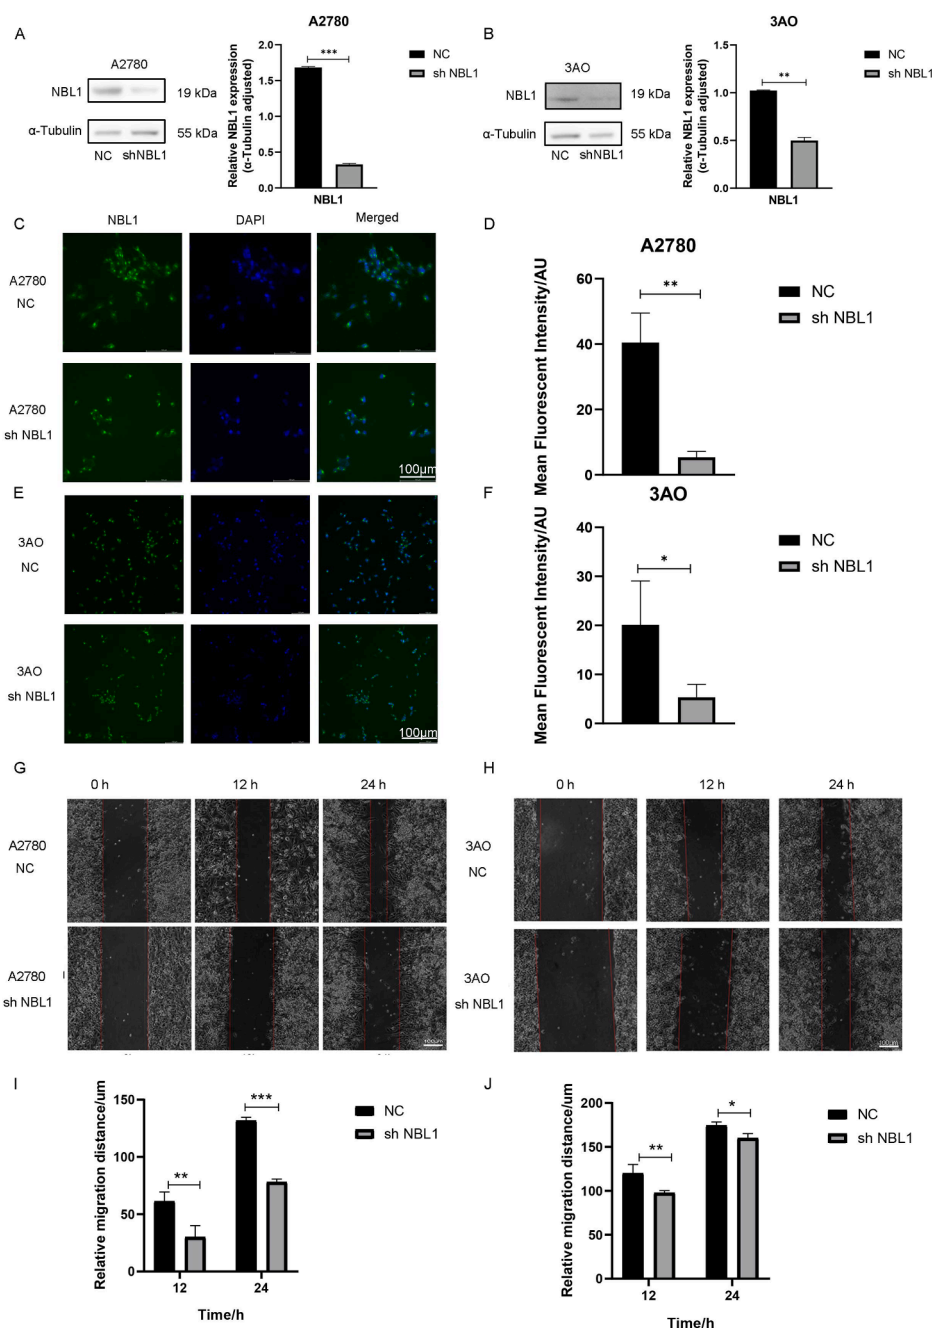 A
A2780
NBL1
19 kDa
α-Tubulin
55 kDa
NC shNBL1
A2780
Relative NBL1 expression
(α-Tubulin adjusted)
2.0
1.5
1.0
0.5
0.0
***
NBL1
NC
sh NBL1
B
3AO
NBL1
19 kDa
α-Tubulin
55 kDa
NC shNBL1
3AO
Relative NBL1 expression
(α-Tubulin adjusted)
1.5
1.0
0.5
0.0
**
NBL1
NC
sh NBL1
C
NBL1 DAPI Merged
A2780
NC
A2780
sh NBL1
100μm
D
A2780
Mean Fluorescent Intensity/AU
60
40
20
0
**
NC
sh NBL1
E
3AO
NC
3AO
sh NBL1
100μm
F
3AO
Mean Fluorescent Intensity/AU
40
30
20
10
0
*
NC
sh NBL1
G
0 h 12 h 24 h
A2780
NC
A2780
sh NBL1
100μm
H
0 h 12 h 24 h
3AO
NC
3AO
sh NBL1
100μm
I
Relative migration distance/um
150
100
50
0
**
***
12 24
Time/h
NC
sh NBL1
J
Relative migration distance/um
200
150
100
50
0
**
*
12 24
Time/h
NC
sh NBL1